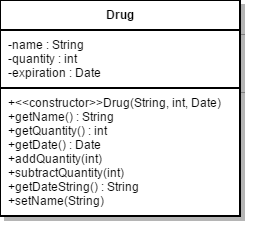 Drug
-name : String
-quantity : int
-expiration : Date
+<<constructor>>Drug(String, int, Date)
+getName() : String
+getQuantity() : int
+getDate() : Date
+addQuantity(int)
+subtractQuantity(int)
+getDateString() : String
+setName(String)